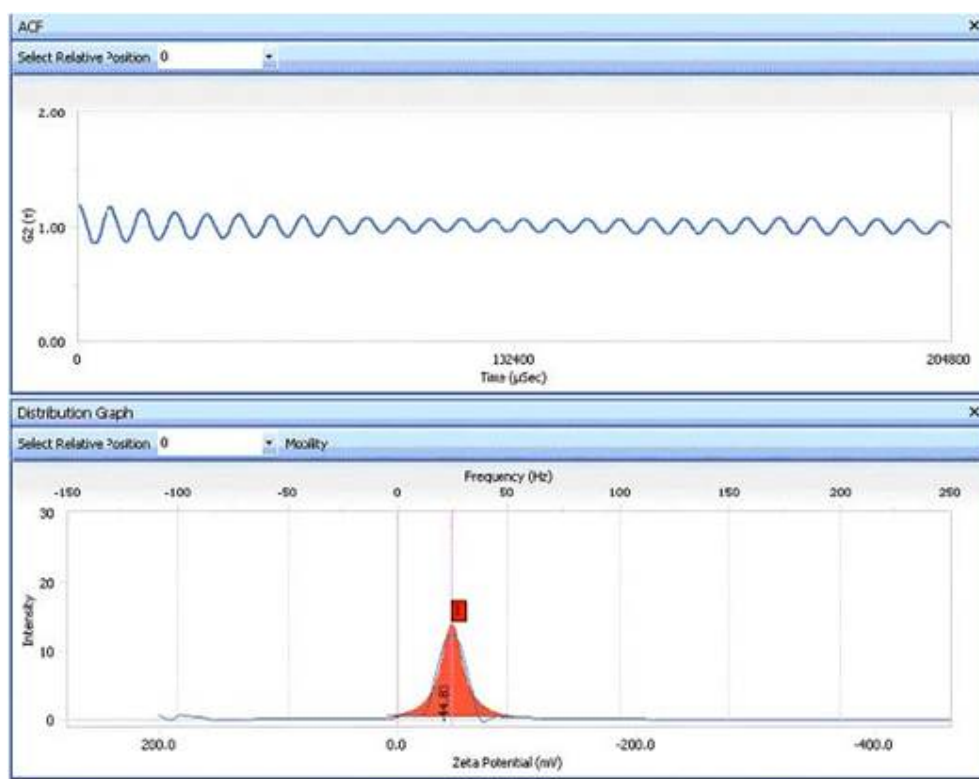 ACF ×
Select Relative Position 0
2.00
G2 (τ)
1.00
0.00
0 132400 204800
Time (µSec)
Distribution Graph ×
Select Relative Position 0 Mobility
Frequency (Hz)
-150 -100 -50 0 50 100 150 200 250
30
20
Intensity
10
-44.83
0
200.0 0.0 -200.0 -400.0
Zeta Potential (mV)